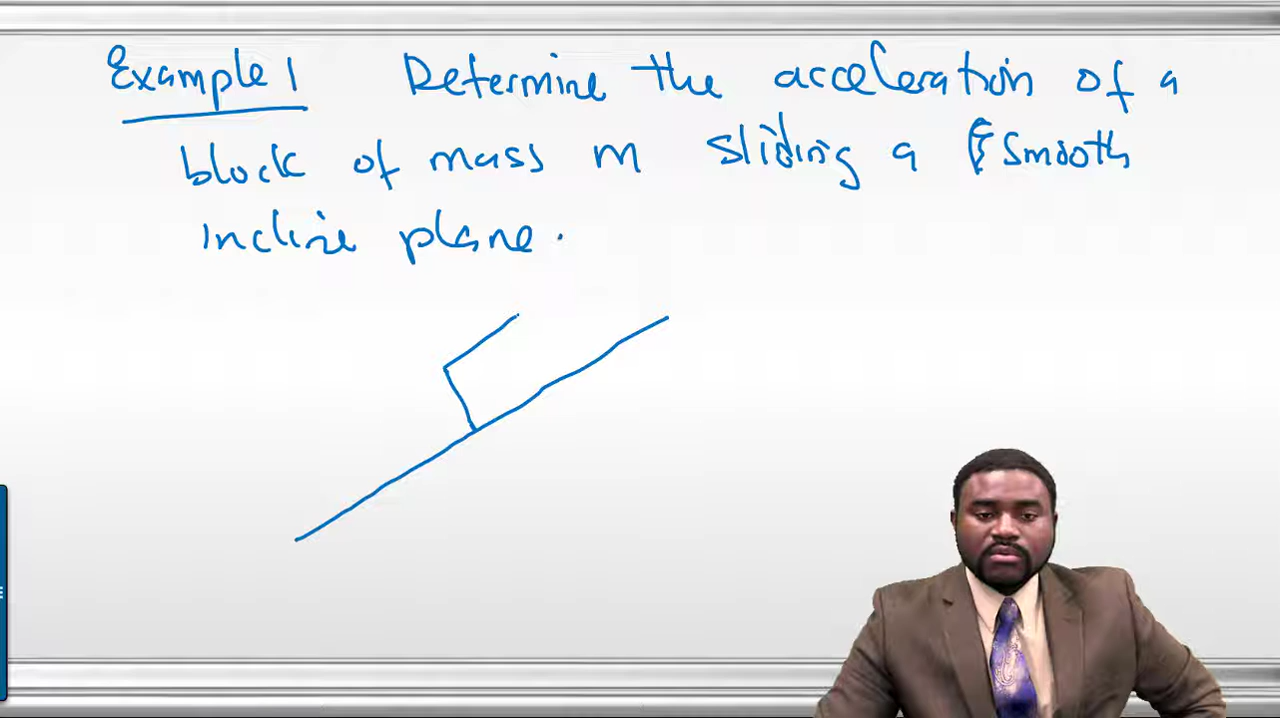 Example 1 Determine the acceleration of a
block of mass m sliding a smooth
incline plane.